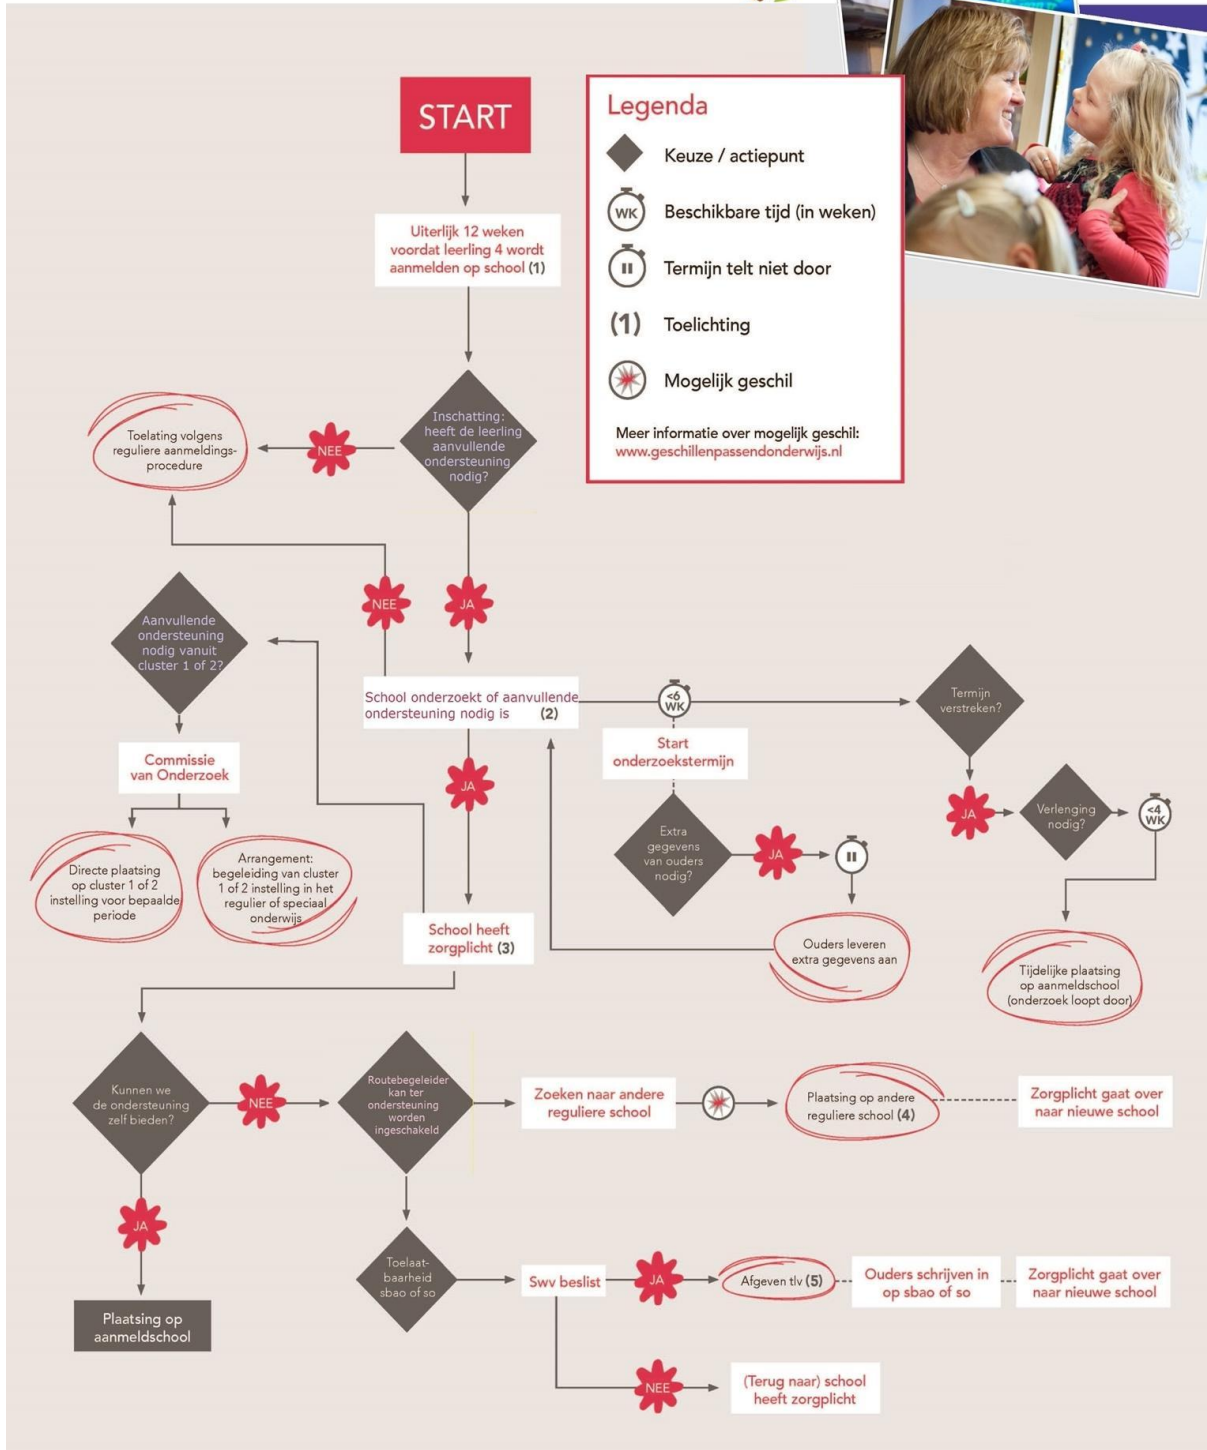 START
Uiterlijk 12 weken
voordat leerling 4 wordt
aanmelden op school (1)
Legenda
Keuze / actiepunt
WK
Beschikbare tijd (in weken)
Termijn telt niet door
(1)
Toelichting
Mogelijk geschil
Meer informatie over mogelijk geschil:
www.geschillenpassendonderwijs.nl
Inschatting:
heeft de leerling
aanvullende
ondersteuning
nodig?
NEE
Toelating volgens
reguliere aanmeldings-
procedure
NEE
JA
Aanvullende
ondersteuning
nodig vanuit
cluster 1 of 2?
School onderzoekt of aanvullende
ondersteuning nodig is (2)
<6
WK
Termijn
verstreken?
Start
onderzoekstermijn
Commissie
van Onderzoek
JA
JA
Verlenging
nodig?
<4
WK
Extra
gegevens
van ouders
nodig?
JA
Directe plaatsing
op cluster 1 of 2
instelling voor bepaalde
periode
Arrangement:
begeleiding van cluster
1 of 2 instelling in het
regulier of speciaal
onderwijs
School heeft
zorgplicht (3)
Ouders leveren
extra gegevens aan
Tijdelijke plaatsing
op aanmeldschool
(onderzoek loopt door)
Kunnen we
de ondersteuning
zelf bieden?
NEE
Routebegeleider
kan ter
ondersteuning
worden
ingeschakeld
Zoeken naar andere
reguliere school
Plaatsing op andere
reguliere school (4)
Zorgplicht gaat over
naar nieuwe school
JA
Toelaat-
baarheid
sbao of so
Swv beslist
JA
Afgeven tlv (5)
Ouders schrijven in
op sbao of so
Zorgplicht gaat over
naar nieuwe school
Plaatsing op
aanmeldschool
NEE
(Terug naar) school
heeft zorgplicht